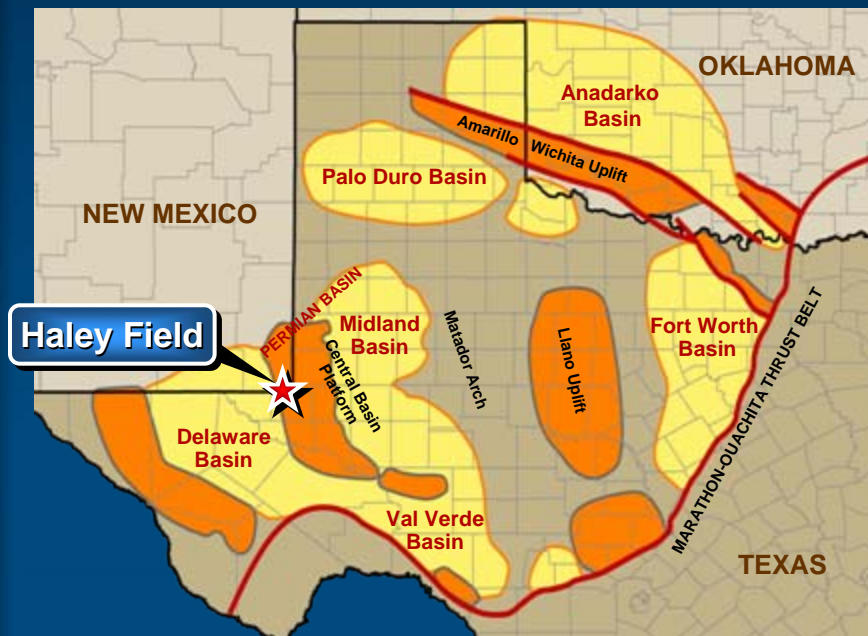 OKLAHOMA
Anadarko
Basin
Amarillo
Wichita Uplift
Palo Duro Basin
NEW MEXICO
PERMIAN BASIN
Haley Field
Midland
Basin
Central Basin
Platform
Matador Arch
Llano Uplift
Fort Worth
Basin
MARATHON-OUACHITA THRUST BELT
Delaware
Basin
Val Verde
Basin
TEXAS